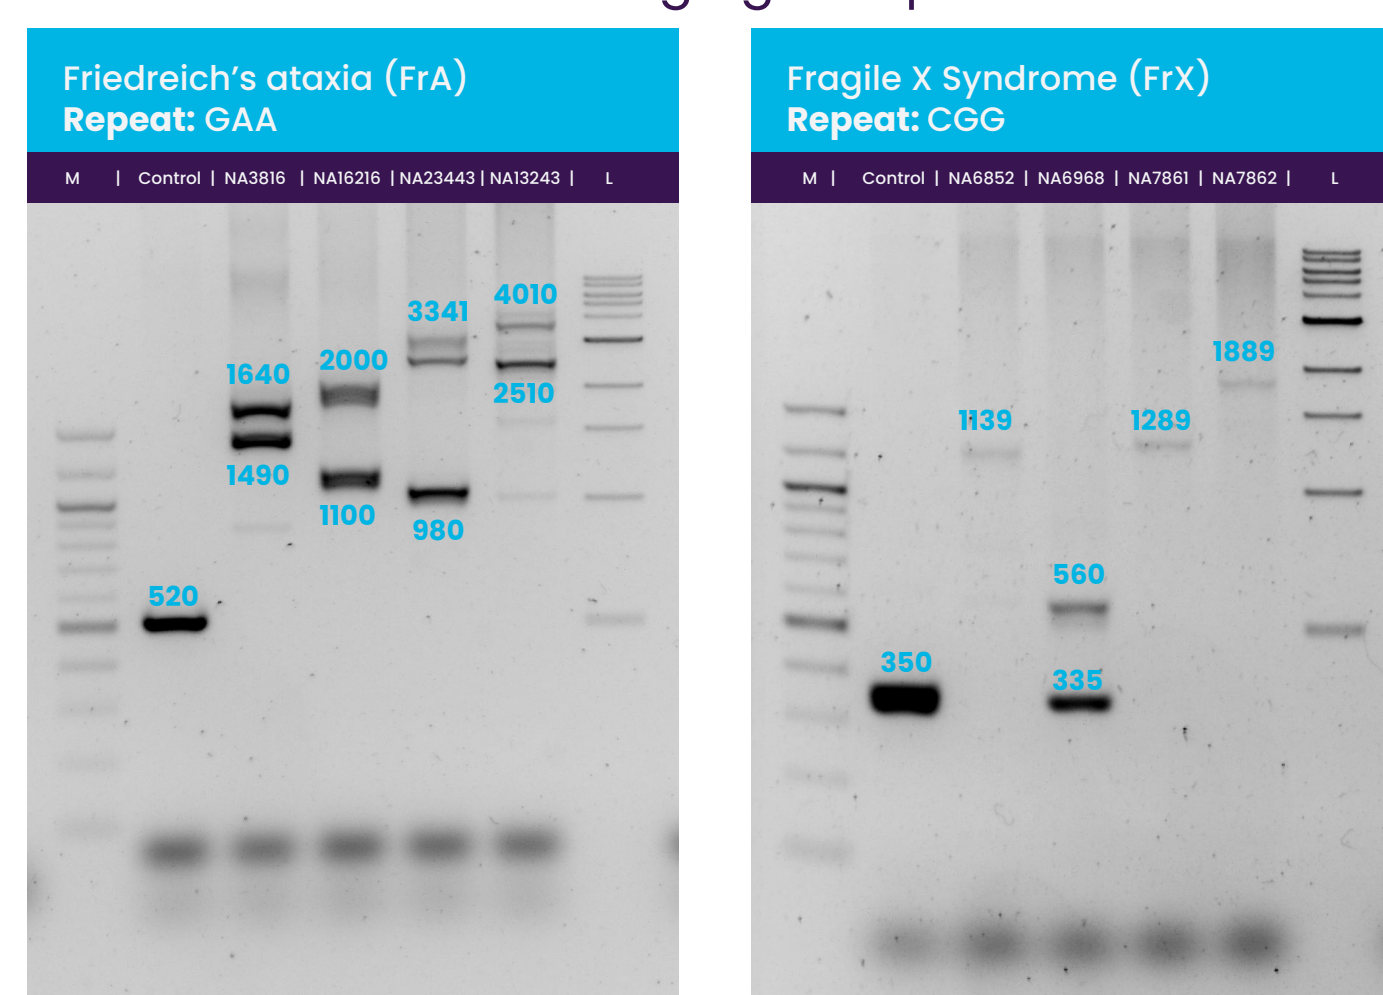 Friedreich’s ataxia (FrA)
Repeat: GAA
M | Control | NA3816 | NA16216 | NA23443 | NA13243 | L
4010
3341
2000
1640
2510
1490
1100
980
520
Fragile X Syndrome (FrX)
Repeat: CGG
M | Control | NA6852 | NA6968 | NA7861 | NA7862 | L
1889
1139
1289
560
350
335